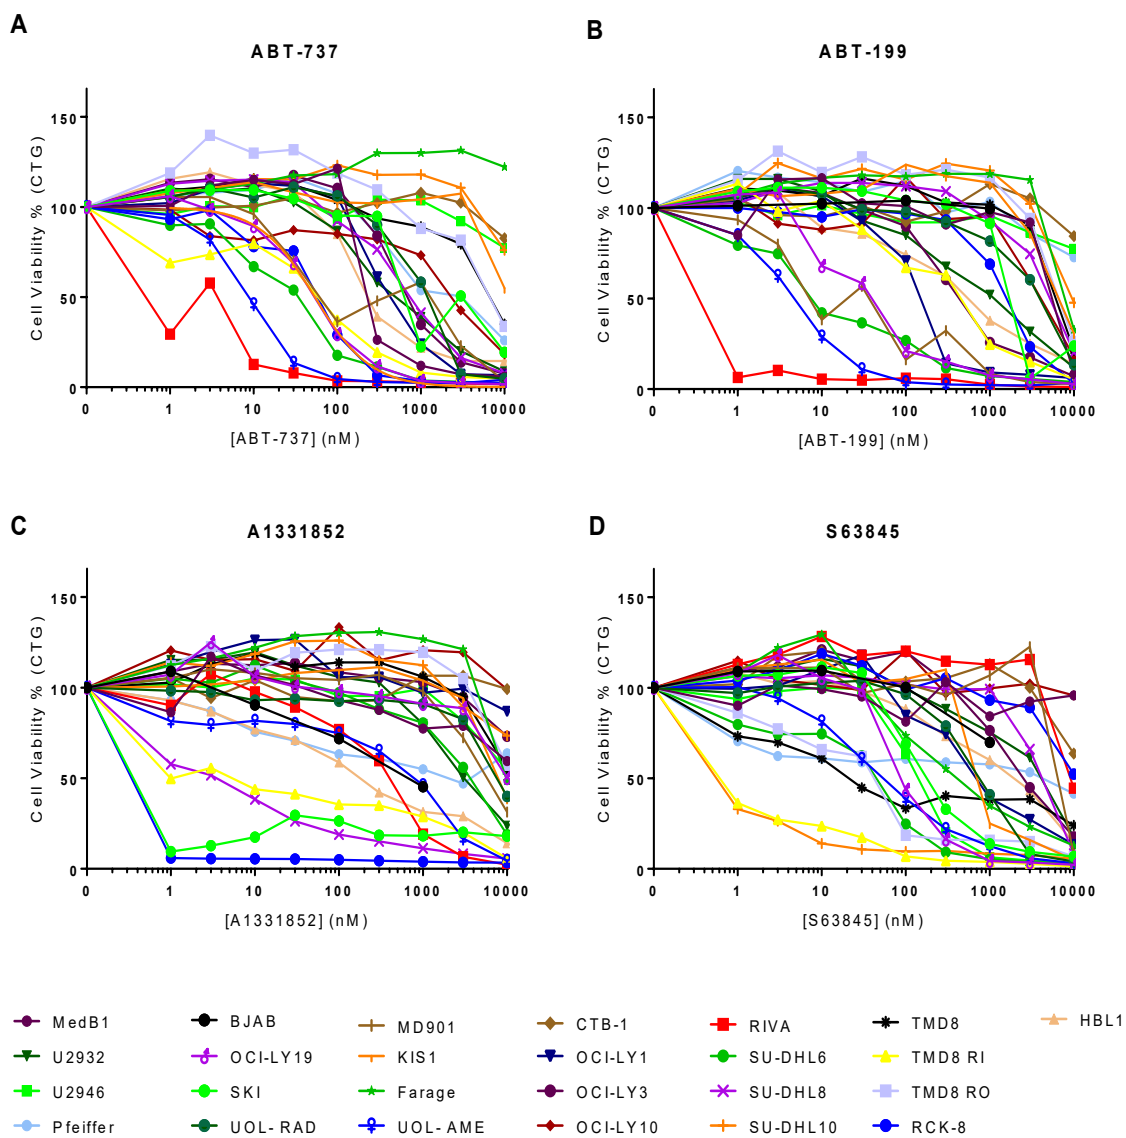 A
ABT-737
Cell Viability % (CTG)
150
100
50
0
0 1 10 100 1000 10000
[ABT-737] (nM)
B
ABT-199
Cell Viability % (CTG)
150
100
50
0
0 1 10 100 1000 10000
[ABT-199] (nM)
C
A1331852
Cell Viability % (CTG)
150
100
50
0
0 1 10 100 1000 10000
[A1331852] (nM)
D
S63845
Cell Viability % (CTG)
150
100
50
0
0 1 10 100 1000 10000
[S63845] (nM)
MedB1 BJAB MD901 CTB-1 RIVA TMD8 HBL1
U2932 OCI-LY19 KIS1 OCI-LY1 SU-DHL6 TMD8 RI
U2946 SKI Farage OCI-LY3 SU-DHL8 TMD8 RO
Pfeiffer UOL-RAD UOL-AME OCI-LY10 SU-DHL10 RCK-8